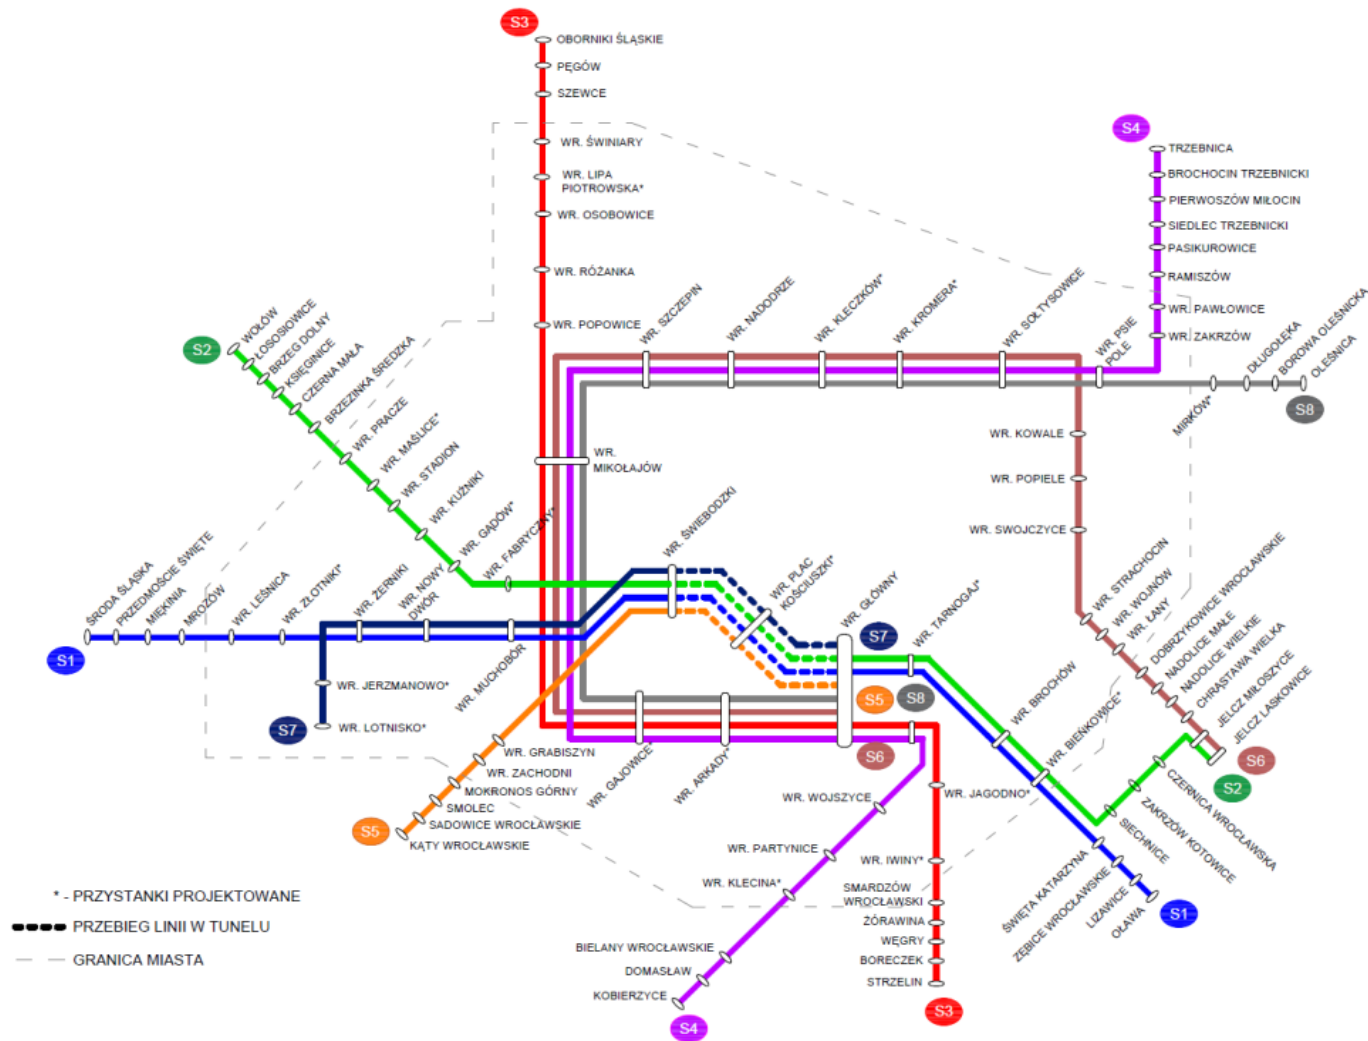 S3
OBORNIKI ŚLĄSKIE
PĘGÓW
SZEWCE
WR. ŚWINIARY
WR. LIPA
PIOTROWSKA*
WR. OSOBOWICE
WR. RÓŻANKA
WR. POPOWICE
S4
TRZEBNICA
BROCHOCIN TRZEBNICKI
PIERWOSZÓW MIŁOCIN
SIEDLEC TRZEBNICKI
PASIKUROWICE
RAMISZÓW
WR. PAWŁOWICE
WR. ZAKRZÓW
WR. SZCZEPIN
WR. NADODRZE
WR. KLECZKÓW*
WR. KROMERA*
WR. SOŁTYSOWICE
WR. PSIE
POLE
MIRKÓW*
DŁUGOŁĘKA
BOROWA OLEŚNICKA
OLEŚNICA
S8
S2
WOŁÓW
ŁOSOSIOWICE
BRZEG DOLNY
KSIĘGINICE
CZERNA MAŁA
BRZEZINKA ŚREDZKA
WR. PRACZE
WR. MAŚLICE*
WR. STADION
WR. KUŹNIKI
WR. GĄDÓW*
WR. FABRYCZNY*
WR.
MIKOŁAJÓW
WR. KOWALE
WR. POPIELE
WR. SWOJCZYCE
WR. STRACHOCIN
WR. WOJNÓW
WR. ŁANY
DOBRZYKOWICE WROCŁAWSKIE
NADOLICE MAŁE
NADOLICE WIELKIE
CHRĄSTAWA WIELKA
JELCZ MIŁOSZYCE
JELCZ LASKOWICE
S6
S2
ŚRODA ŚLĄSKA
PRZEDMOŚCIE ŚWIĘTE
MIĘKINIA
MROZÓW
WR. LEŚNICA
WR. ZŁOTNIKI*
WR. ŻERNIKI
WR. NOWY
DWÓR
WR. MUCHOBÓR
WR. ŚWIEBODZKI
WR. PLAC
KOŚCIUSZKI*
WR. GŁÓWNY
WR. TARNOGAJ*
S1
S7
S5
S8
S6
WR. JERZMANOWO*
WR. LOTNISKO*
S7
WR. GRABISZYN
WR. ZACHODNI
MOKRONOS GÓRNY
SMOLEC
SADOWICE WROCŁAWSKIE
KĄTY WROCŁAWSKIE
S5
WR. GAJOWICE*
WR. ARKADY*
WR. BROCHÓW
WR. BIEŃKOWICE*
CZERNICA WROCŁAWSKA
ZAKRZÓW KOTOWICE
SIECHNICE
ŚWIĘTA KATARZYNA
ZĘBICE WROCŁAWSKIE
LIZAWICE
OŁAWA
S1
WR. WOJSZYCE
WR. PARTYNICE
WR. KLECINA*
BIELANY WROCŁAWSKIE
DOMASŁAW
KOBIERZYCE
S4
WR. JAGODNO*
WR. IWINY*
SMARDZÓW
WROCŁAWSKI
ŻÓRAWINA
WĘGRY
BORECZEK
STRZELIN
S3
* - PRZYSTANKI PROJEKTOWANE
PRZEBIEG LINII W TUNELU
GRANICA MIASTA